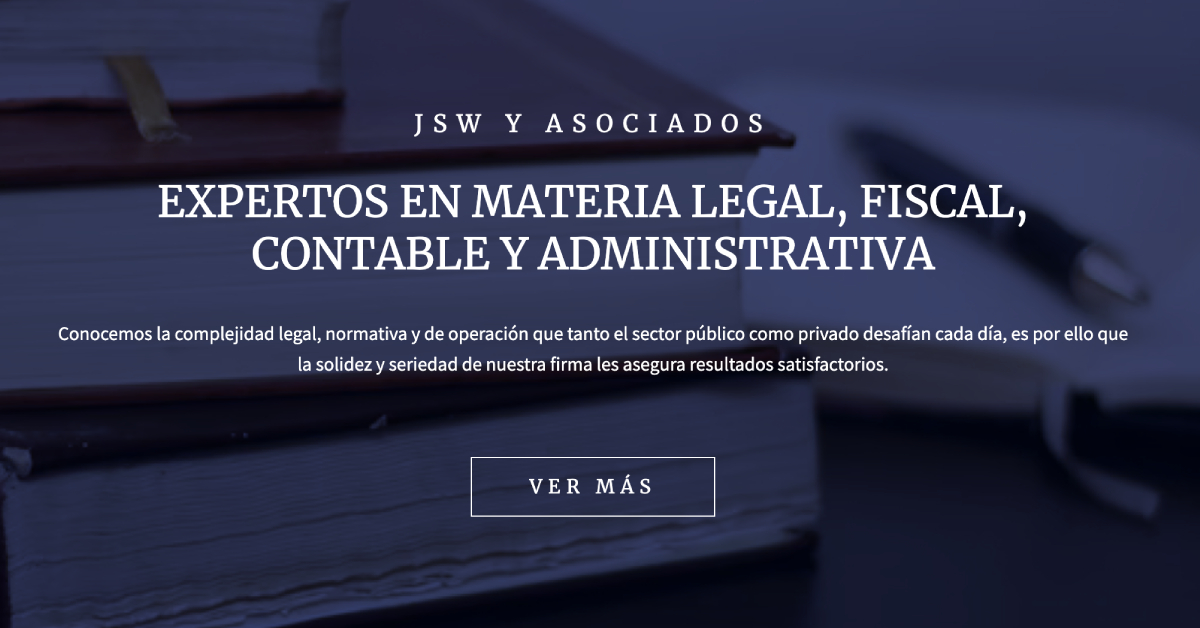 JSW Y ASOCIADOS
EXPERTOS EN MATERIA LEGAL, FISCAL,
CONTABLE Y ADMINISTRATIVA
Conocemos la complejidad legal, normativa y de operación que tanto el sector público como privado desafían cada día, es por ello que
la solidez y seriedad de nuestra firma les asegura resultados satisfactorios.
VER MÁS